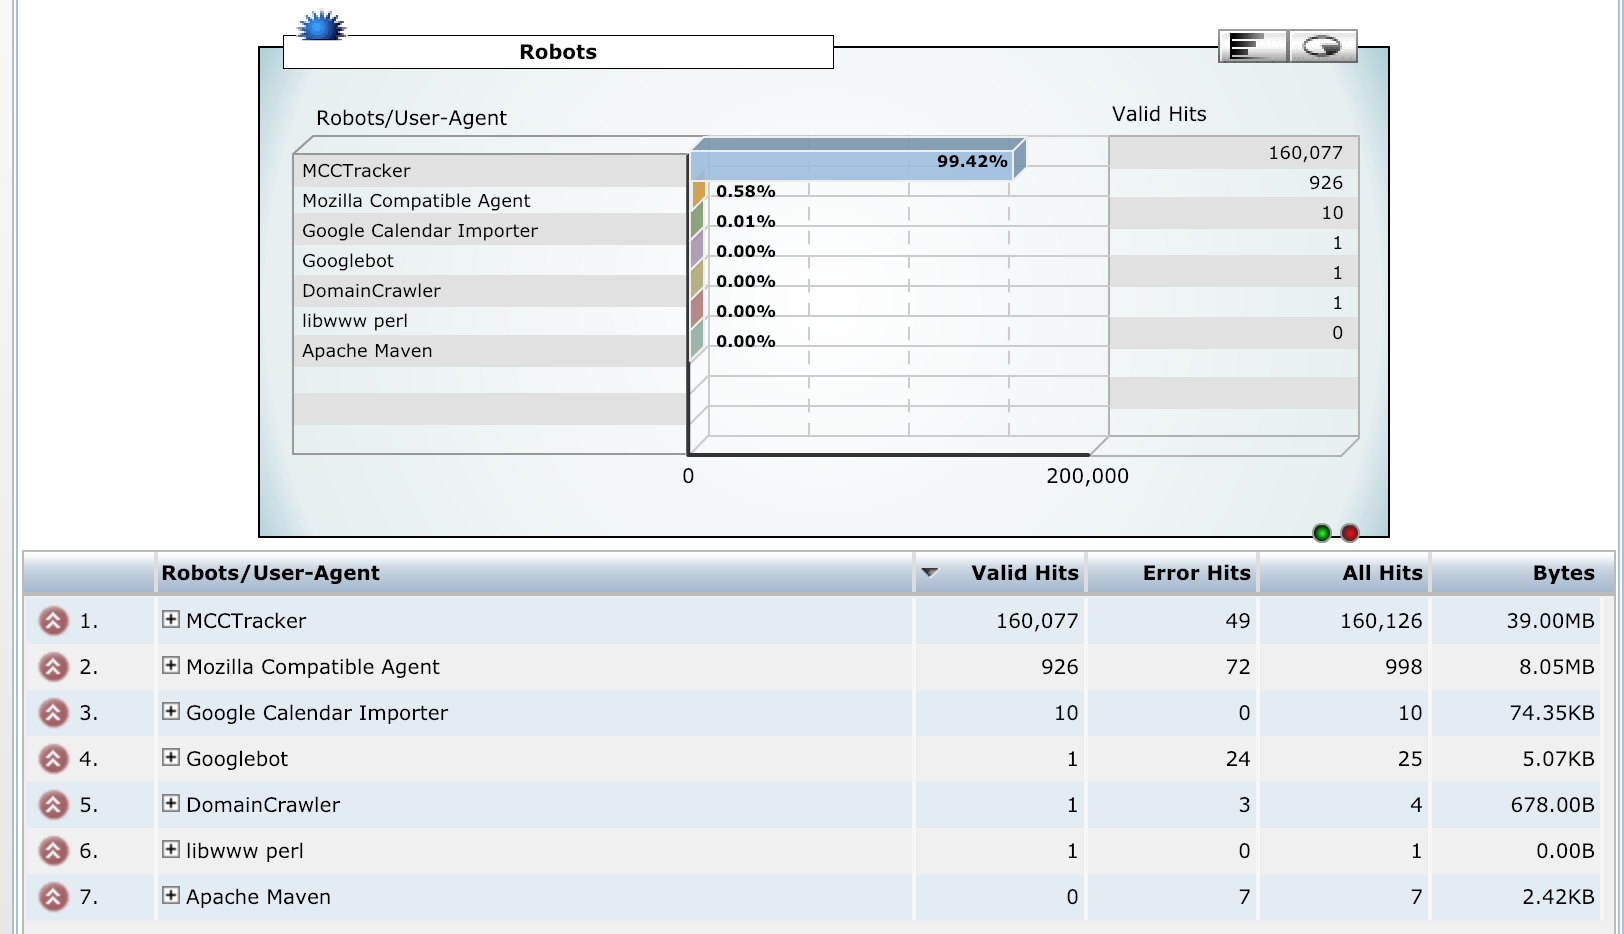 Robots
Robots/User-Agent Valid Hits
MCCTracker 99.42% 160,077
Mozilla Compatible Agent 0.58% 926
Google Calendar Importer 0.01% 10
Googlebot 0.00% 1
DomainCrawler 0.00% 1
libwww perl 0.00% 1
Apache Maven 0.00% 0
0 200,000
Robots/User-Agent Valid Hits Error Hits All Hits Bytes
1. MCCTracker 160,077 49 160,126 39.00MB
2. Mozilla Compatible Agent 926 72 998 8.05MB
3. Google Calendar Importer 10 0 10 74.35KB
4. Googlebot 1 24 25 5.07KB
5. DomainCrawler 1 3 4 678.00B
6. libwww perl 1 0 1 0.00B
7. Apache Maven 0 7 7 2.42KB